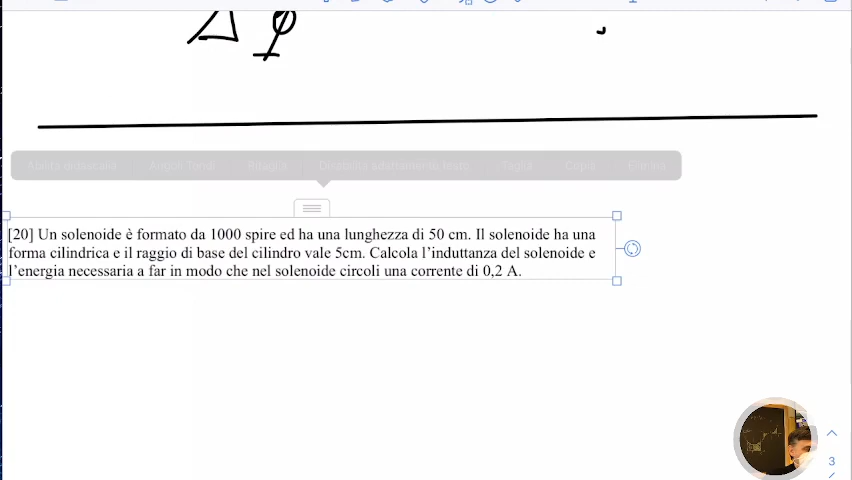 Δ φ
[20] Un solenoide è formato da 1000 spire ed ha una lunghezza di 50 cm. Il solenoide ha una
forma cilindrica e il raggio di base del cilindro vale 5cm. Calcola l’induttanza del solenoide e
l’energia necessaria a far in modo che nel solenoide circoli una corrente di 0,2 A.
3